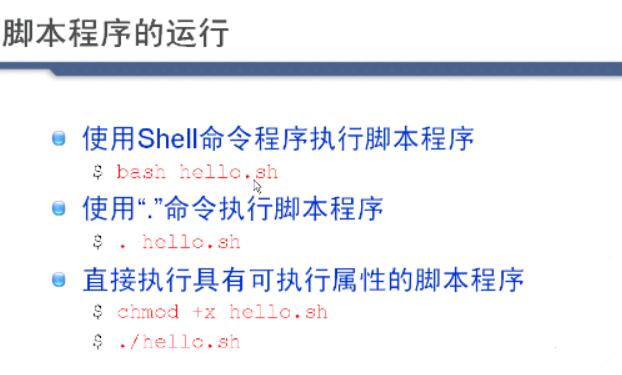 脚本程序的运行
使用Shell命令程序执行脚本程序
$ bash hello.sh
使用“.”命令执行脚本程序
$ . hello.sh
直接执行具有可执行属性的脚本程序
$ chmod +x hello.sh
$ ./hello.sh